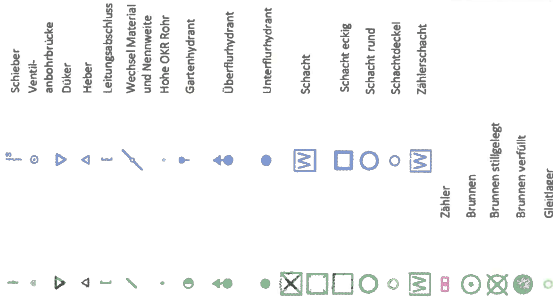 Schieber
Ventil-
anbohrbrücke
Düker
Heber
Leitungsabschluss
Wechsel Material
und Nennweite
Hohe OKR Rohr
Gartenhydrant
Überflurhydrant
Unterflurhydrant
Schacht
Schacht eckig
Schacht rund
Schachtdeckel
Zählerschacht
W
W
W
Zähler
Brunnen
Brunnen stillgelegt
Brunnen verfüllt
Gleitlager